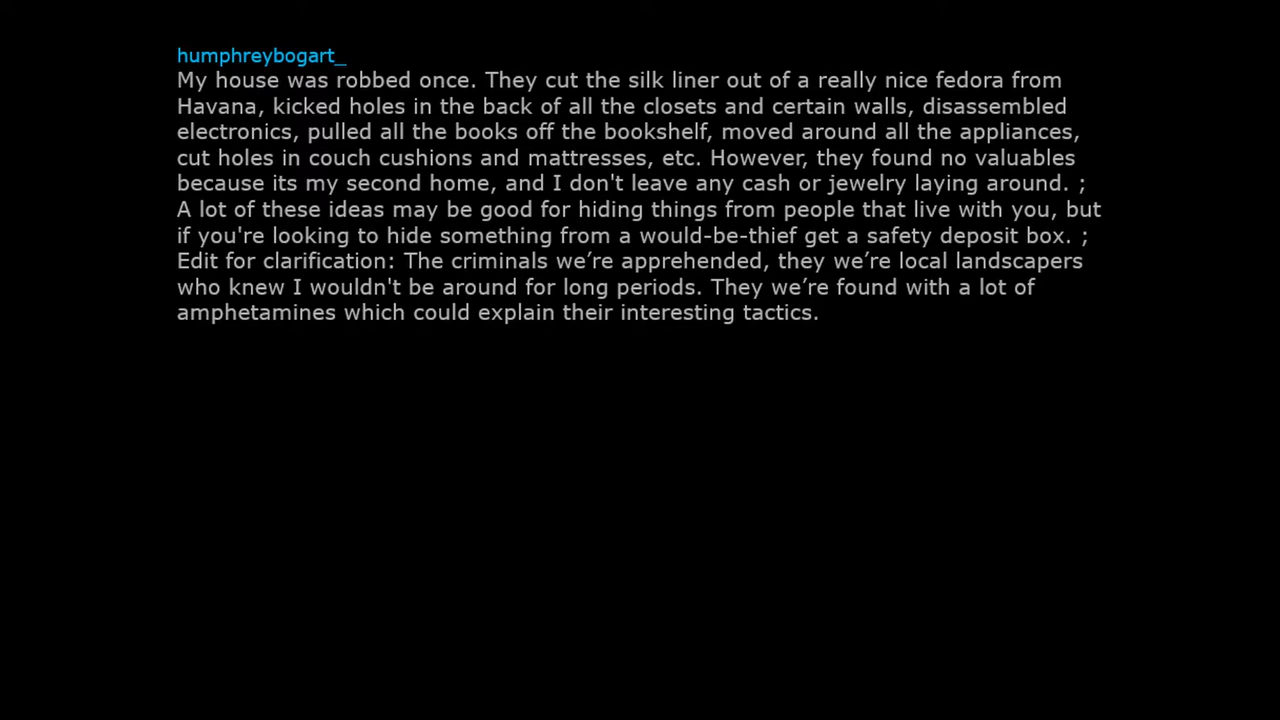 humphreybogart_
My house was robbed once. They cut the silk liner out of a really nice fedora from
Havana, kicked holes in the back of all the closets and certain walls, disassembled
electronics, pulled all the books off the bookshelf, moved around all the appliances,
cut holes in couch cushions and mattresses, etc. However, they found no valuables
because its my second home, and I don't leave any cash or jewelry laying around. ;
A lot of these ideas may be good for hiding things from people that live with you, but
if you're looking to hide something from a would-be-thief get a safety deposit box. ;
Edit for clarification: The criminals we’re apprehended, they we’re local landscapers
who knew I wouldn't be around for long periods. They we’re found with a lot of
amphetamines which could explain their interesting tactics.